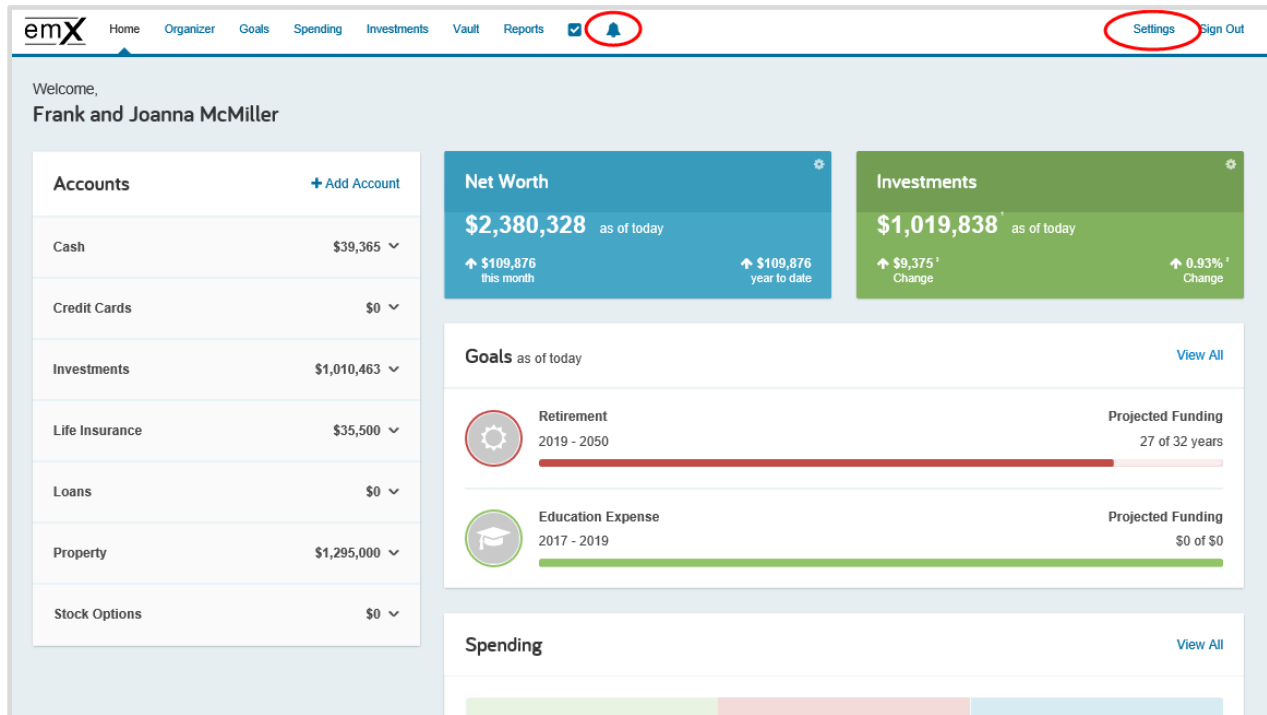 emX Home Organizer Goals Spending Investments Vault Reports Settings Sign Out
Welcome,
Frank and Joanna McMiller
Accounts + Add Account
Cash $39,365
Credit Cards $0
Investments $1,010,463
Life Insurance $35,500
Loans $0
Property $1,295,000
Stock Options $0
Net Worth
$2,380,328 as of today
$109,876 $109,876
this month year to date
Investments
$1,019,838 as of today
$9,375 0.93%
Change Change
Goals as of today View All
Retirement Projected Funding
2019 - 2050 27 of 32 years
Education Expense Projected Funding
2017 - 2019 $0 of $0
Spending View All